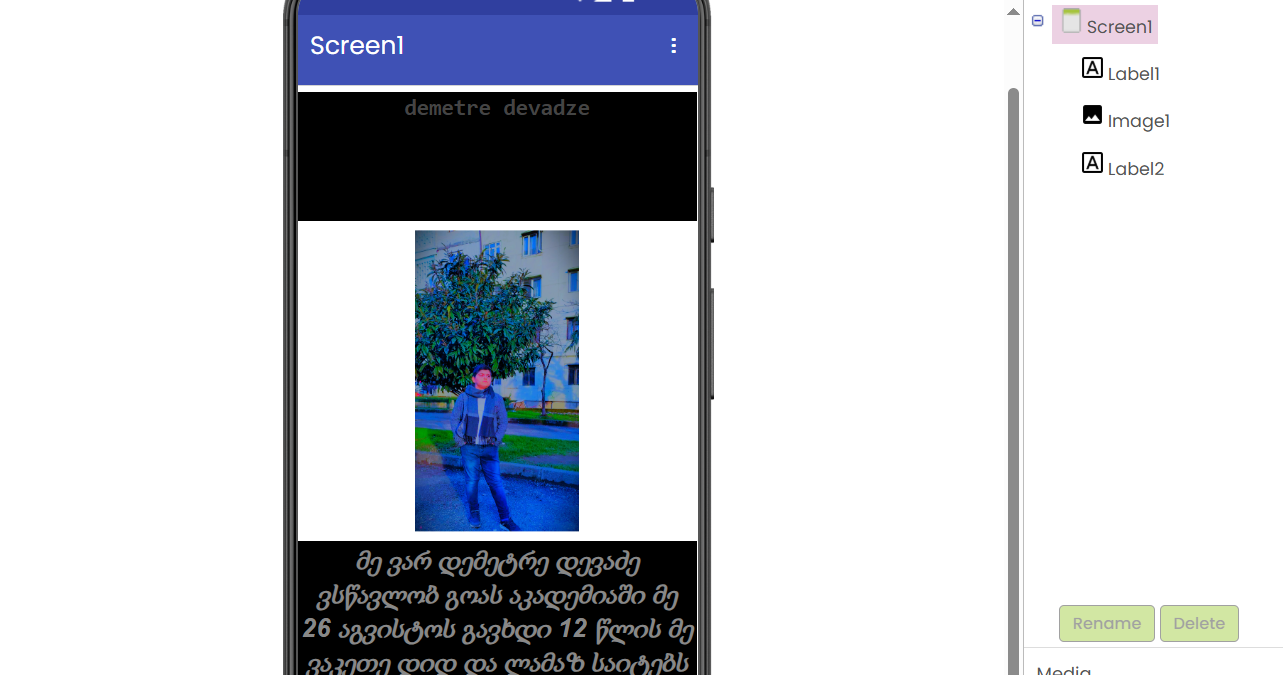 Screen1
demetre devadze
მე ვარ დემეტრე დევაძე
ვსწავლობ გოას აკადემიაში მე
26 აგვისტოს გავხდი 12 წლის მე
ვაკეთე დიდ და ლამაზ საიტებს
Screen1
Label1
Image1
Label2
Rename
Delete
Media